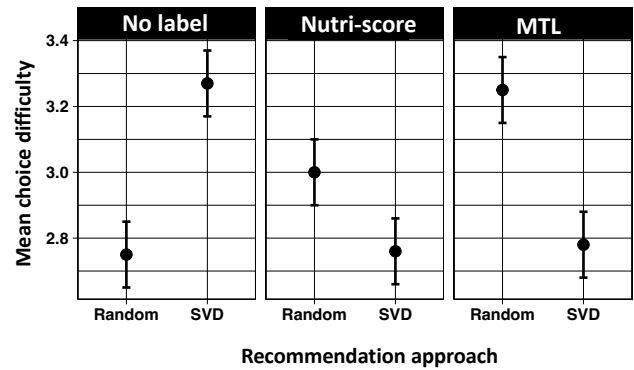 No label
Nutri-score
MTL
Mean choice difficulty
3.4
3.2
3.0
2.8
Random SVD
Random SVD
Random SVD
Recommendation approach